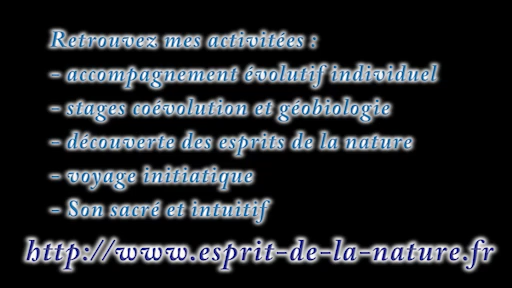 Retrouvez mes activitées :
- accompagnement évolutif individuel
- stages coévolution et géobiologie
- découverte des esprits de la nature
- voyage initiatique
- Son sacré et intuitif
http://www.esprit-de-la-nature.fr